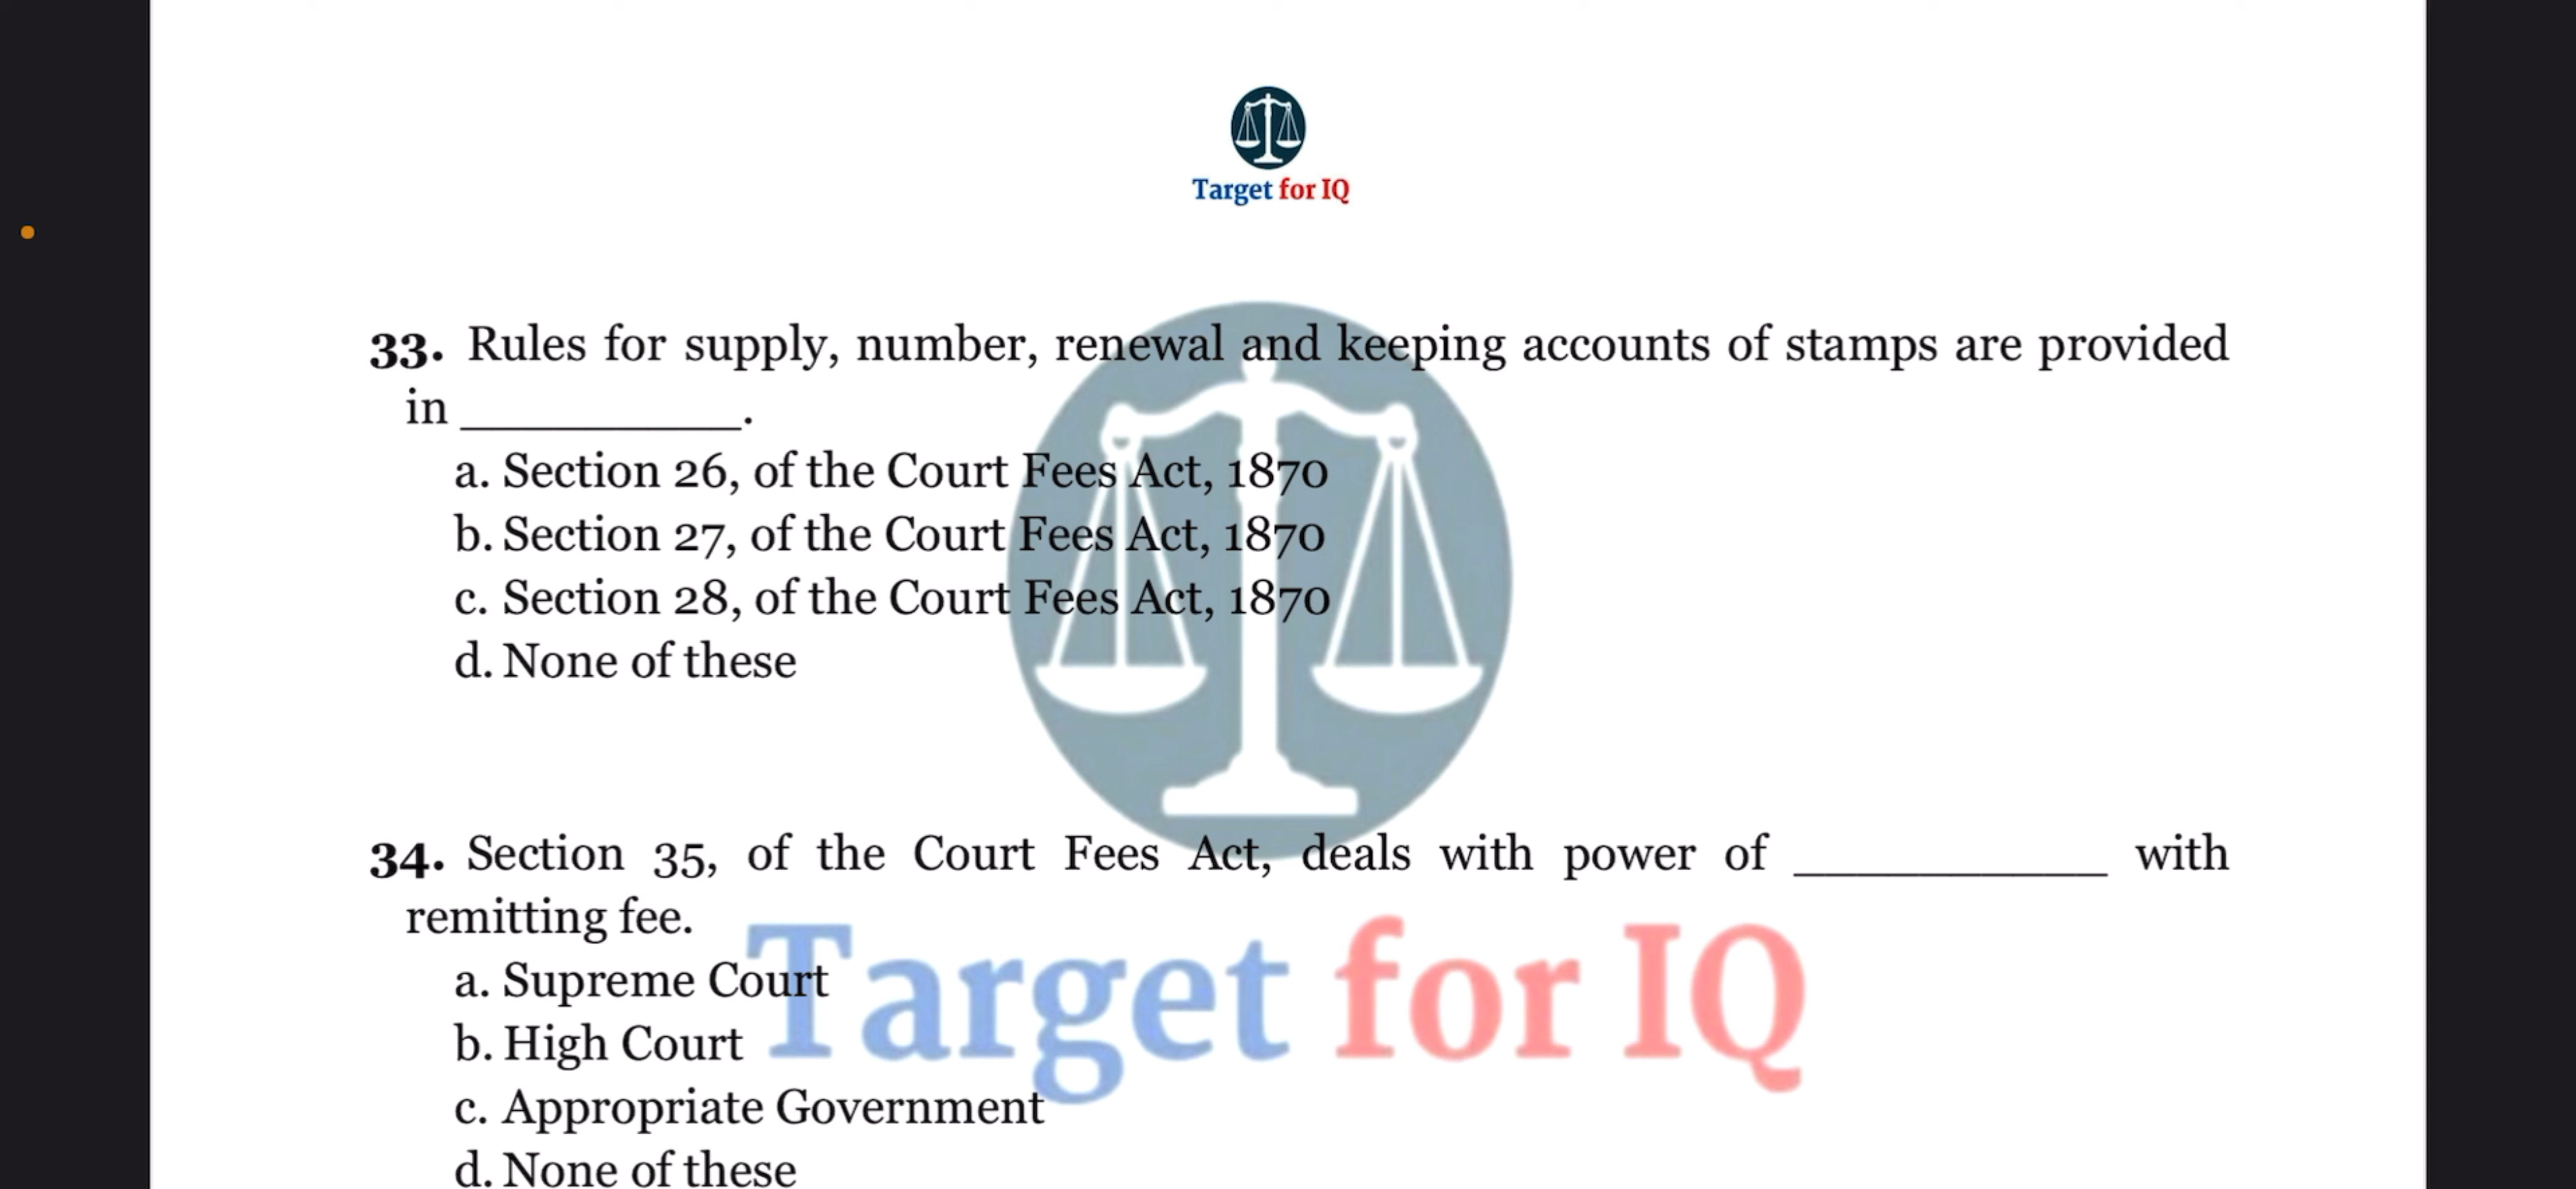 Target for IQ
33. Rules for supply, number, renewal and keeping accounts of stamps are provided
in ___________.
a. Section 26, of the Court Fees Act, 1870
b. Section 27, of the Court Fees Act, 1870
c. Section 28, of the Court Fees Act, 1870
d. None of these
34. Section 35, of the Court Fees Act, deals with power of ____________ with
remitting fee.
Target for IQ
a. Supreme Court
b. High Court
c. Appropriate Government
d. None of these